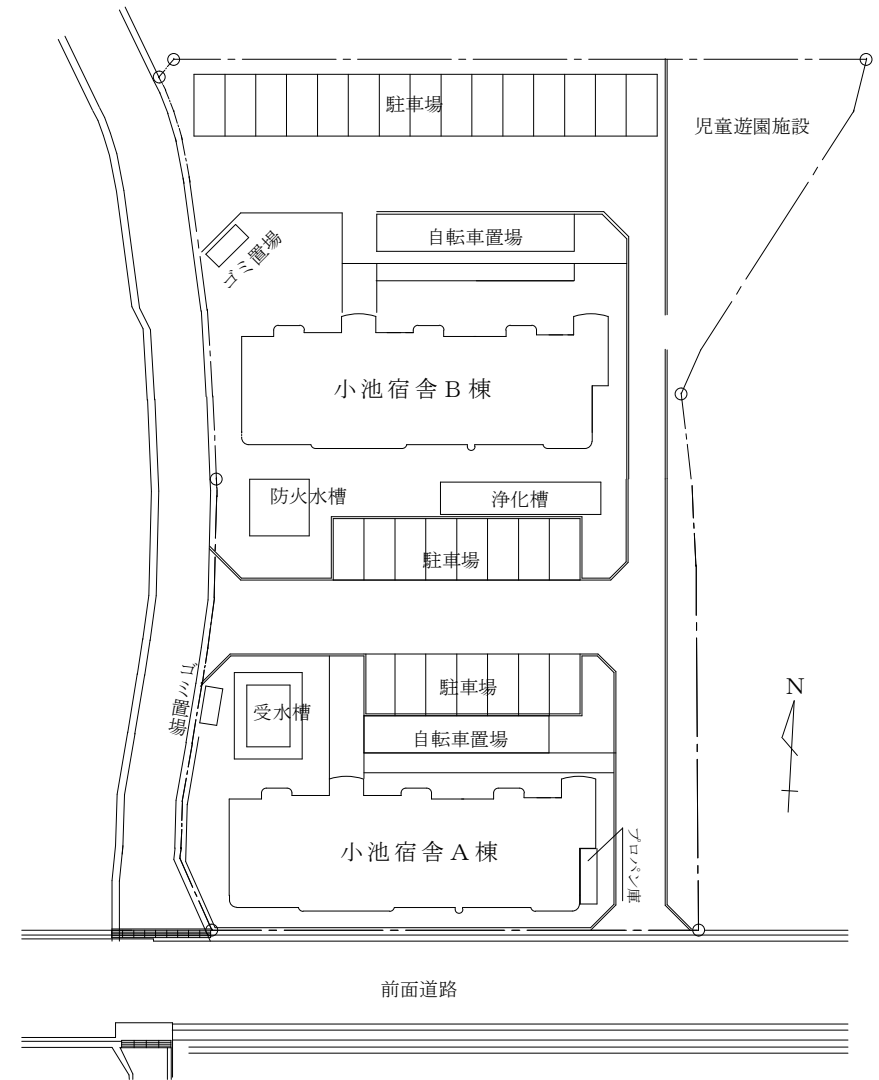 駐車場
児童遊園施設
自転車置場
ゴミ置場
小池宿舎B棟
防火水槽
浄化槽
駐車場
ゴミ置場
駐車場
受水槽
自転車置場
N
小池宿舎A棟
プロパン庫
前面道路